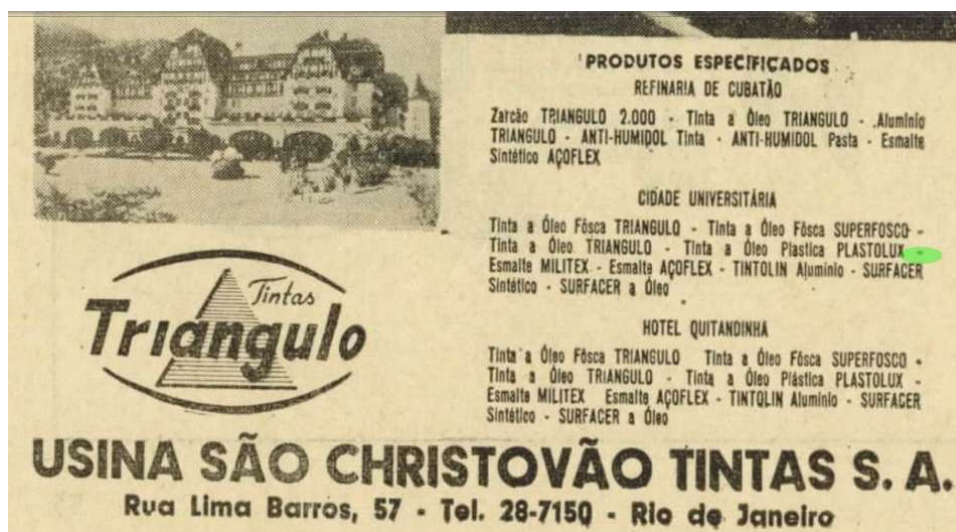 PRODUTOS ESPECIFICADOS
REFINARIA DE CUBATÃO
Zarcão TRIANGULO 2.000 - Tinta a Óleo TRIANGULO - Aluminio
TRIANGULO - ANTI-HUMIDOL Tinta - ANTI-HUMIDOL Pasta - Esmalte
Sintético AÇOFLEX
CIDADE UNIVERSITÁRIA
Tinta a Óleo Fôsca TRIANGULO - Tinta a Óleo Fôsca SUPERFOSCO -
Tinta a Óleo TRIANGULO - Tinta a Óleo Plastica PLASTOLUX -
Esmalte MILITEX - Esmalte AÇOFLEX - TINTOLIN Alumínio - SURFACER
Sintético - SURFACER a Óleo
HOTEL QUITANDINHA
Tinta a Óleo Fôsca TRIANGULO Tinta a Óleo Fôsca SUPERFOSCO -
Tinta a Óleo TRIANGULO - Tinta a Óleo Plástica PLASTOLUX -
Esmalte MILITEX Esmalte AÇOFLEX - TINTOLIN Aluminio - SURFACER
Sintético - SURFACER a Óleo
Tintas
Triangulo
USINA SÃO CHRISTOVÃO TINTAS S. A.
Rua Lima Barros, 57 - Tel. 28-7150 - Rio de Janeiro